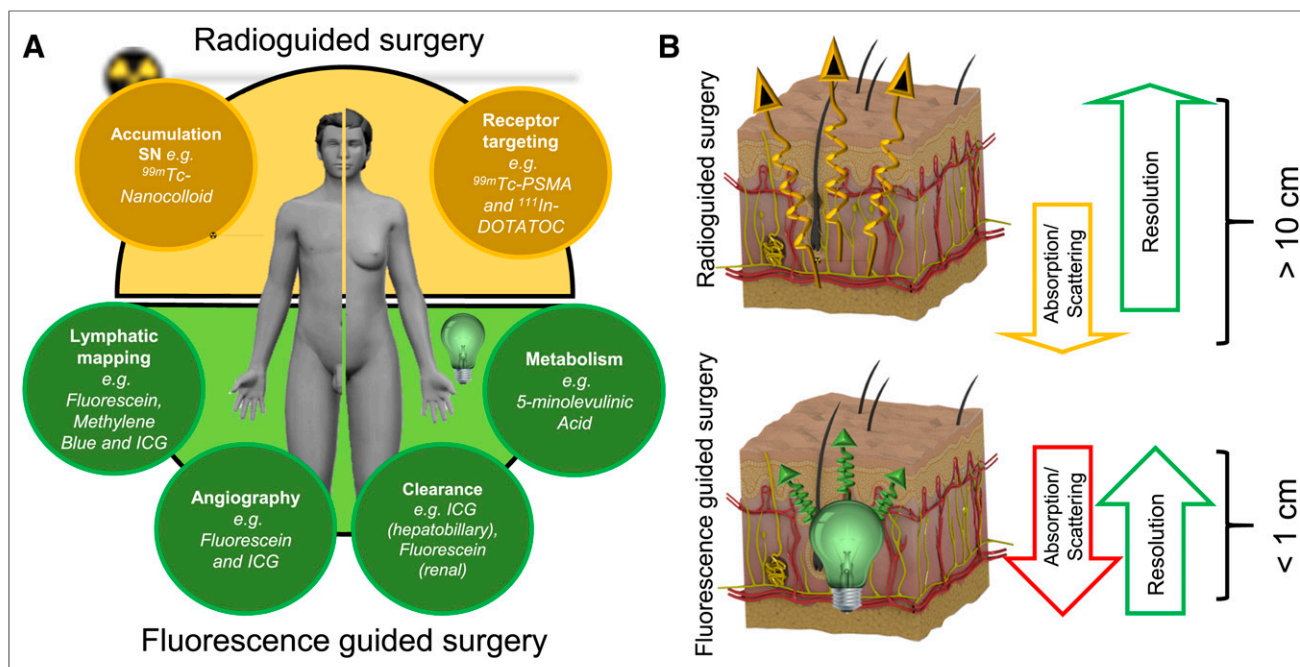 A
Radioguided surgery
Accumulation
SN e.g.
99mTc-
Nanocolloid
Receptor
targeting
e.g.
99mTc-PSMA
and 111In-
DOTATOC
Lymphatic
mapping
e.g.
Fluorescein,
Methylene
Blue and ICG
Metabolism
e.g.
5-minolevulinic
Acid
Angiography
e.g.
Fluorescein
and ICG
Clearance
e.g. ICG
(hepatobillary),
Fluorescein
(renal)
Fluorescence guided surgery
B
Radioguided surgery
Absorption/
Scattering
Resolution
> 10 cm
Fluorescence guided surgery
Absorption/
Scattering
Resolution
< 1 cm